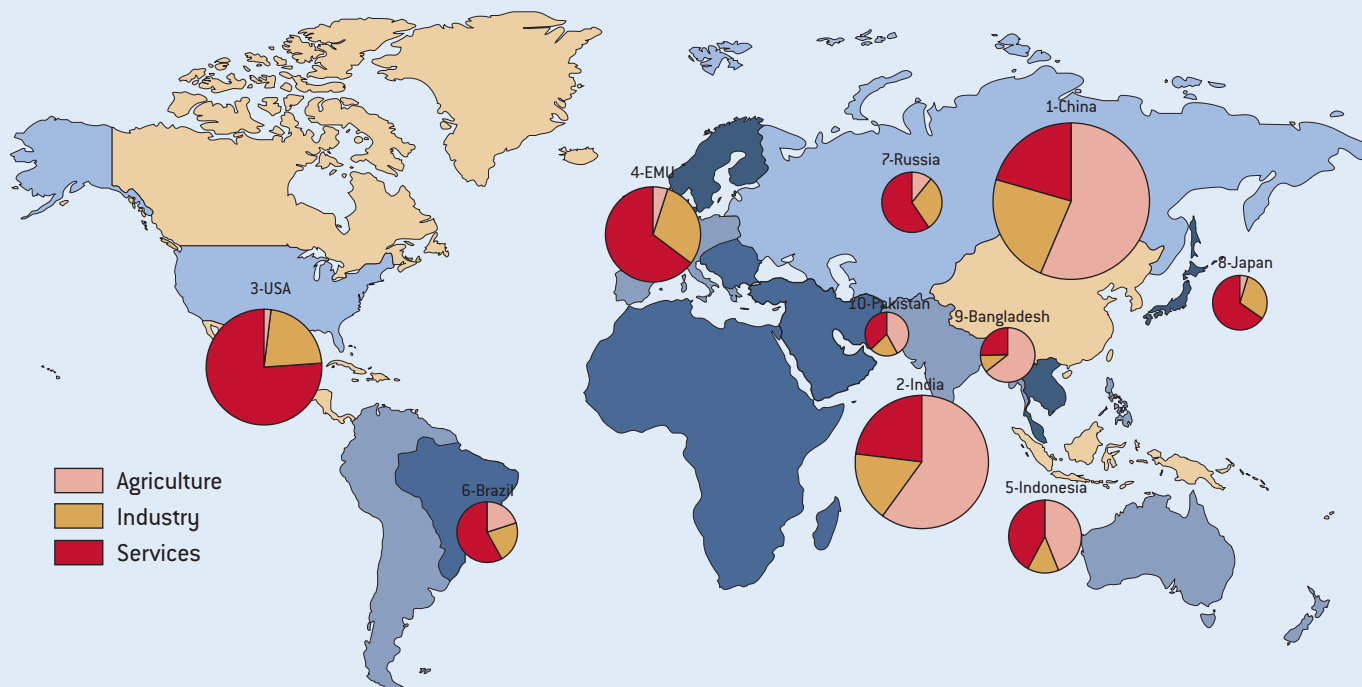 1-China
7-Russia
4-EMU
8-Japan
3-USA
10-Pakistan
9-Bangladesh
2-India
Agriculture
Industry
Services
6-Brazil
5-Indonesia